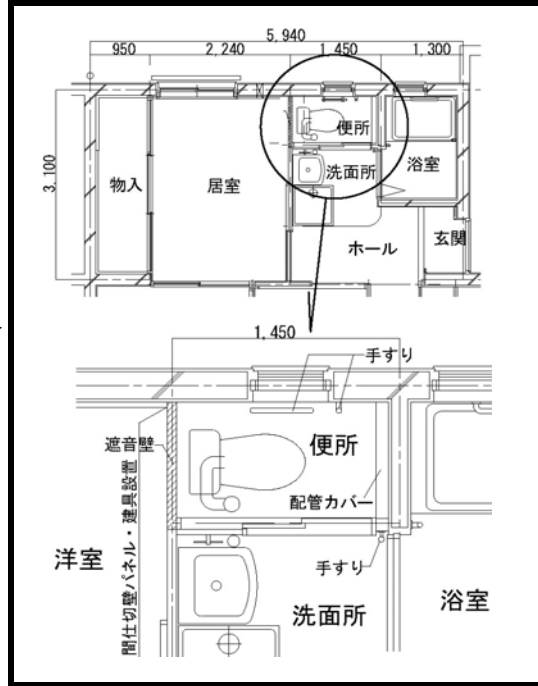 5,940
950
2,240
1,450
1,300
3,100
物入
居室
便所
洗面所
浴室
ホール
玄関
1,450
手すり
遮音壁
便所
配管カバー
間仕切壁パネル・建具設置
洋室
手すり
洗面所
浴室